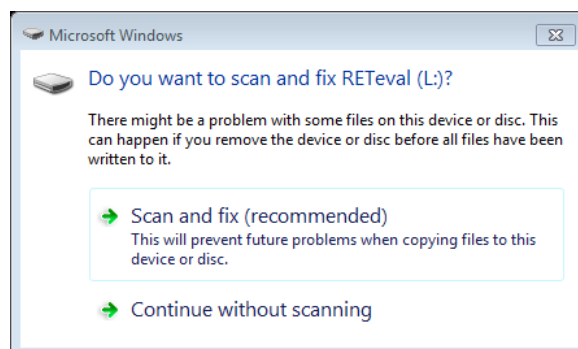 Microsoft Windows
Do you want to scan and fix RETeval (L:)?
There might be a problem with some files on this device or disc. This
can happen if you remove the device or disc before all files have been
written to it.
Scan and fix (recommended)
This will prevent future problems when copying files to this
device or disc.
Continue without scanning